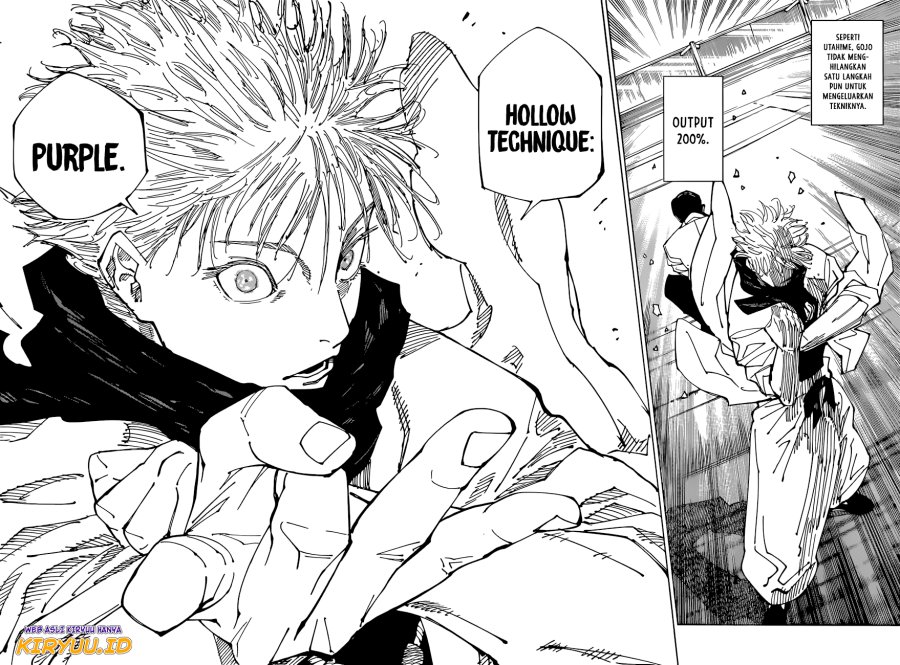 SEPERTI
UTAHIME, GOJO
TIDAK MENG-
HILANGKAN
SATU LANGKAH
PUN UNTUK
MENGELUARKAN
TEKNIKNYA.
OUTPUT
200%.
HOLLOW
TECHNIQUE:
PURPLE.
WEB ASLI KIRYUU HANYA
KIRYUU.ID